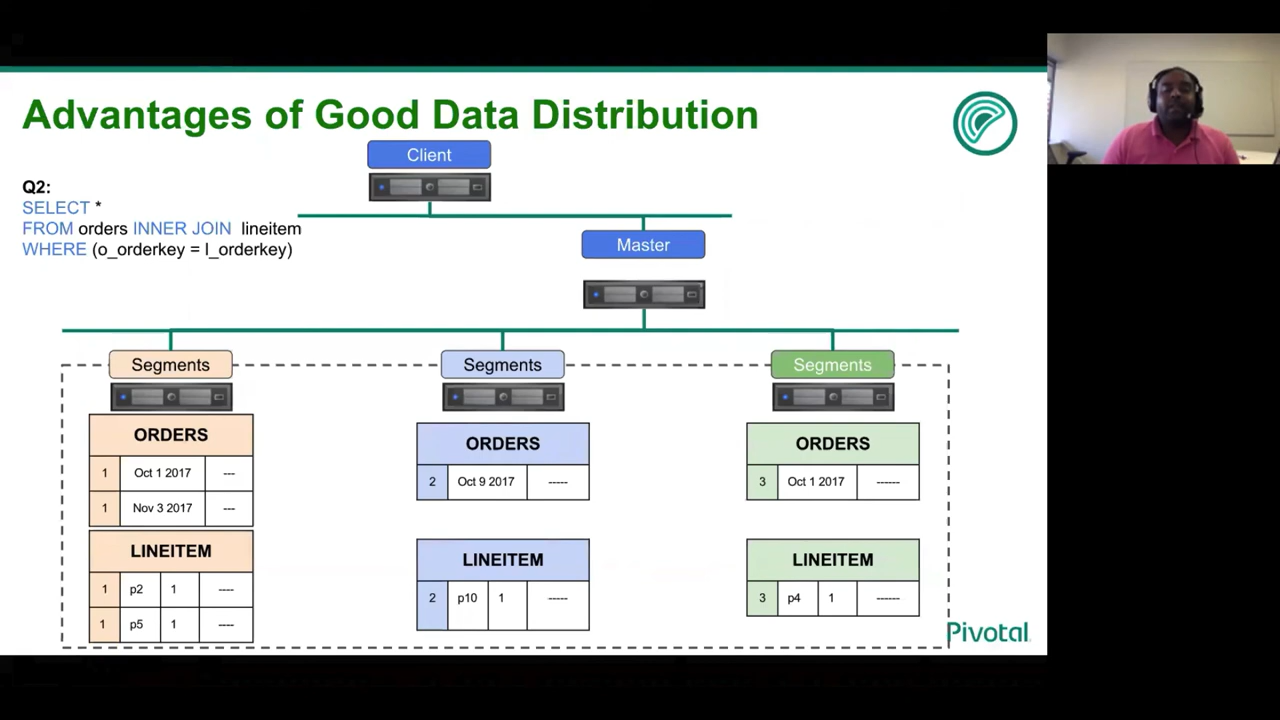 Advantages of Good Data Distribution
Client
Q2:
SELECT *
FROM orders INNER JOIN lineitem
WHERE (o_orderkey = l_orderkey)
Master
Segments
ORDERS
1 Oct 1 2017 ---
1 Nov 3 2017 ---
LINEITEM
1 p2 1 ----
1 p5 1 ----
Segments
ORDERS
2 Oct 9 2017 -----
LINEITEM
2 p10 1 -----
Segments
ORDERS
3 Oct 1 2017 ------
LINEITEM
3 p4 1 ------
Pivotal